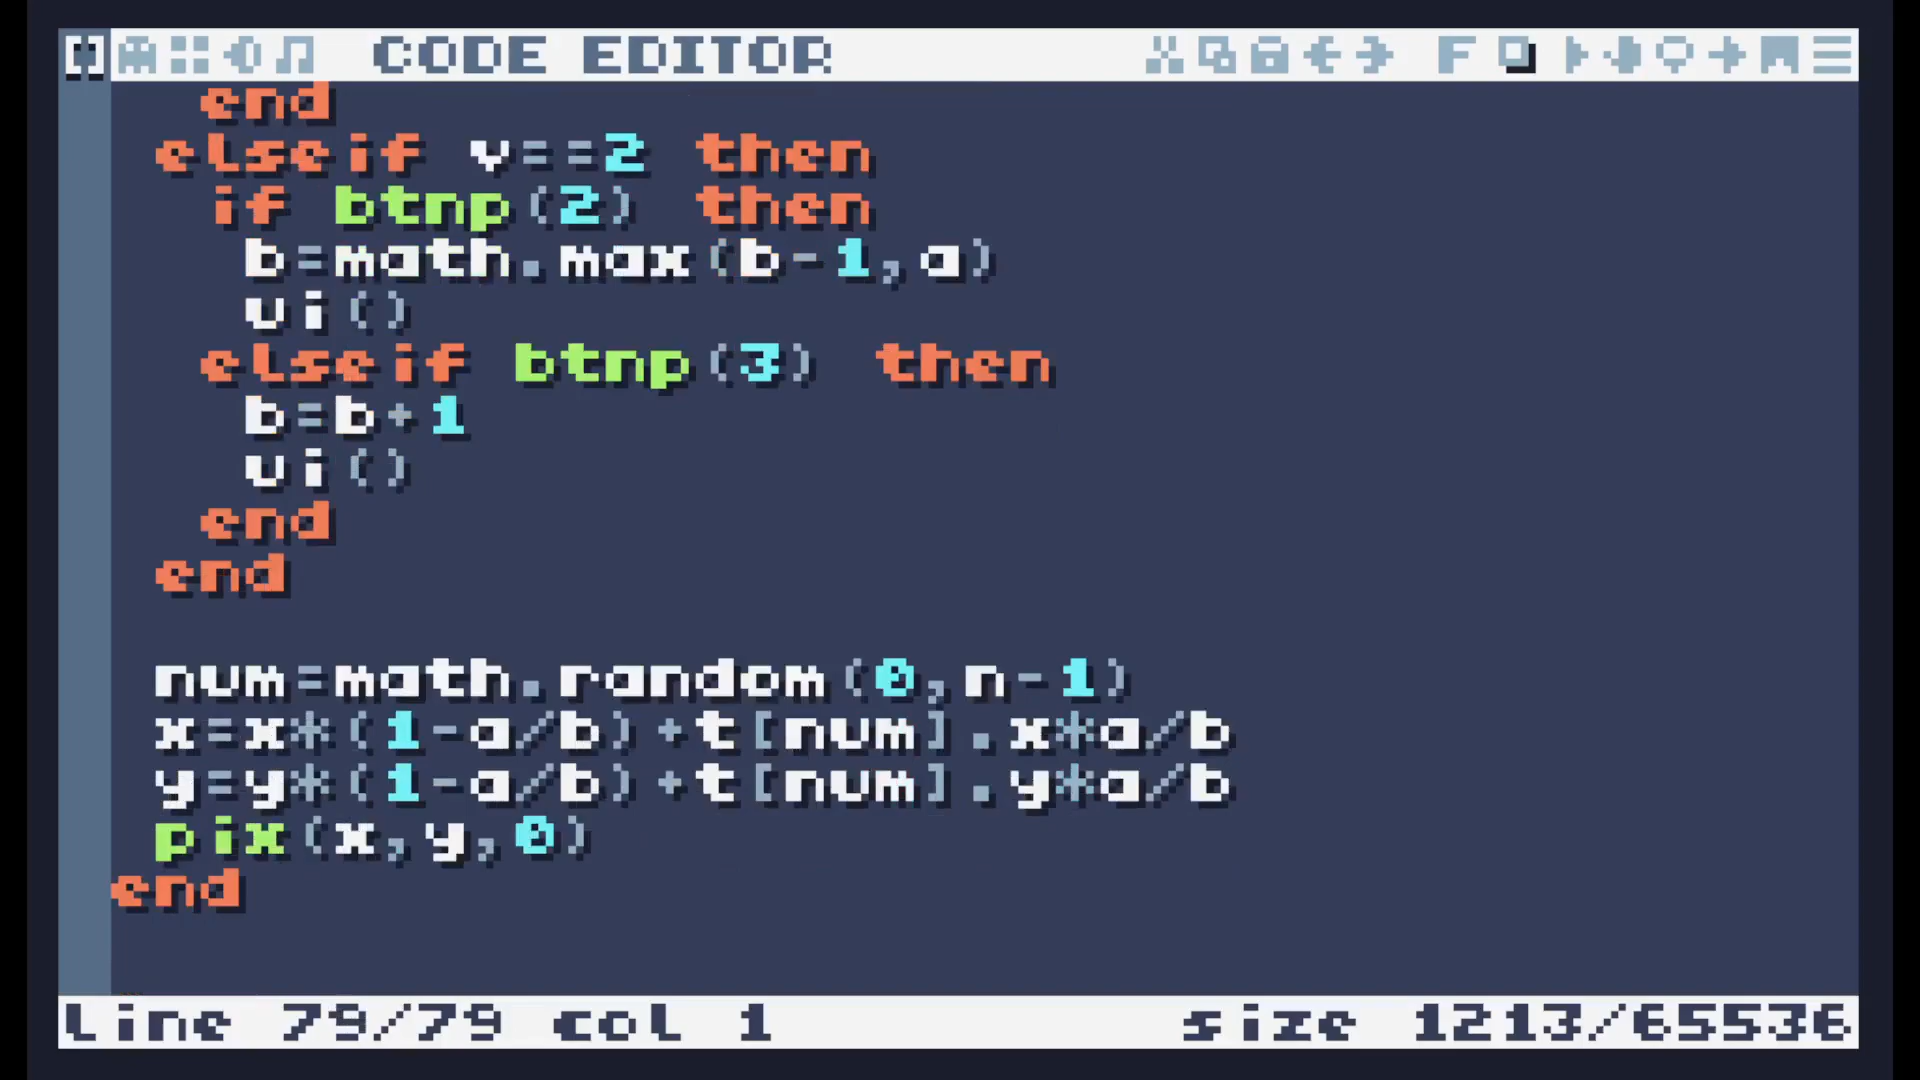 CODE EDITOR
F
end
elseif v==2 then
if btnp(2) then
b=math.max(b-1,a)
ui()
elseif btnp(3) then
b=b+1
ui()
end
end
num=math.random(0,n-1)
x=x*(1-a/b)+t[num].x*a/b
y=y*(1-a/b)+t[num].y*a/b
pix(x,y,0)
end
line 79/79 col 1
size 1213/65536